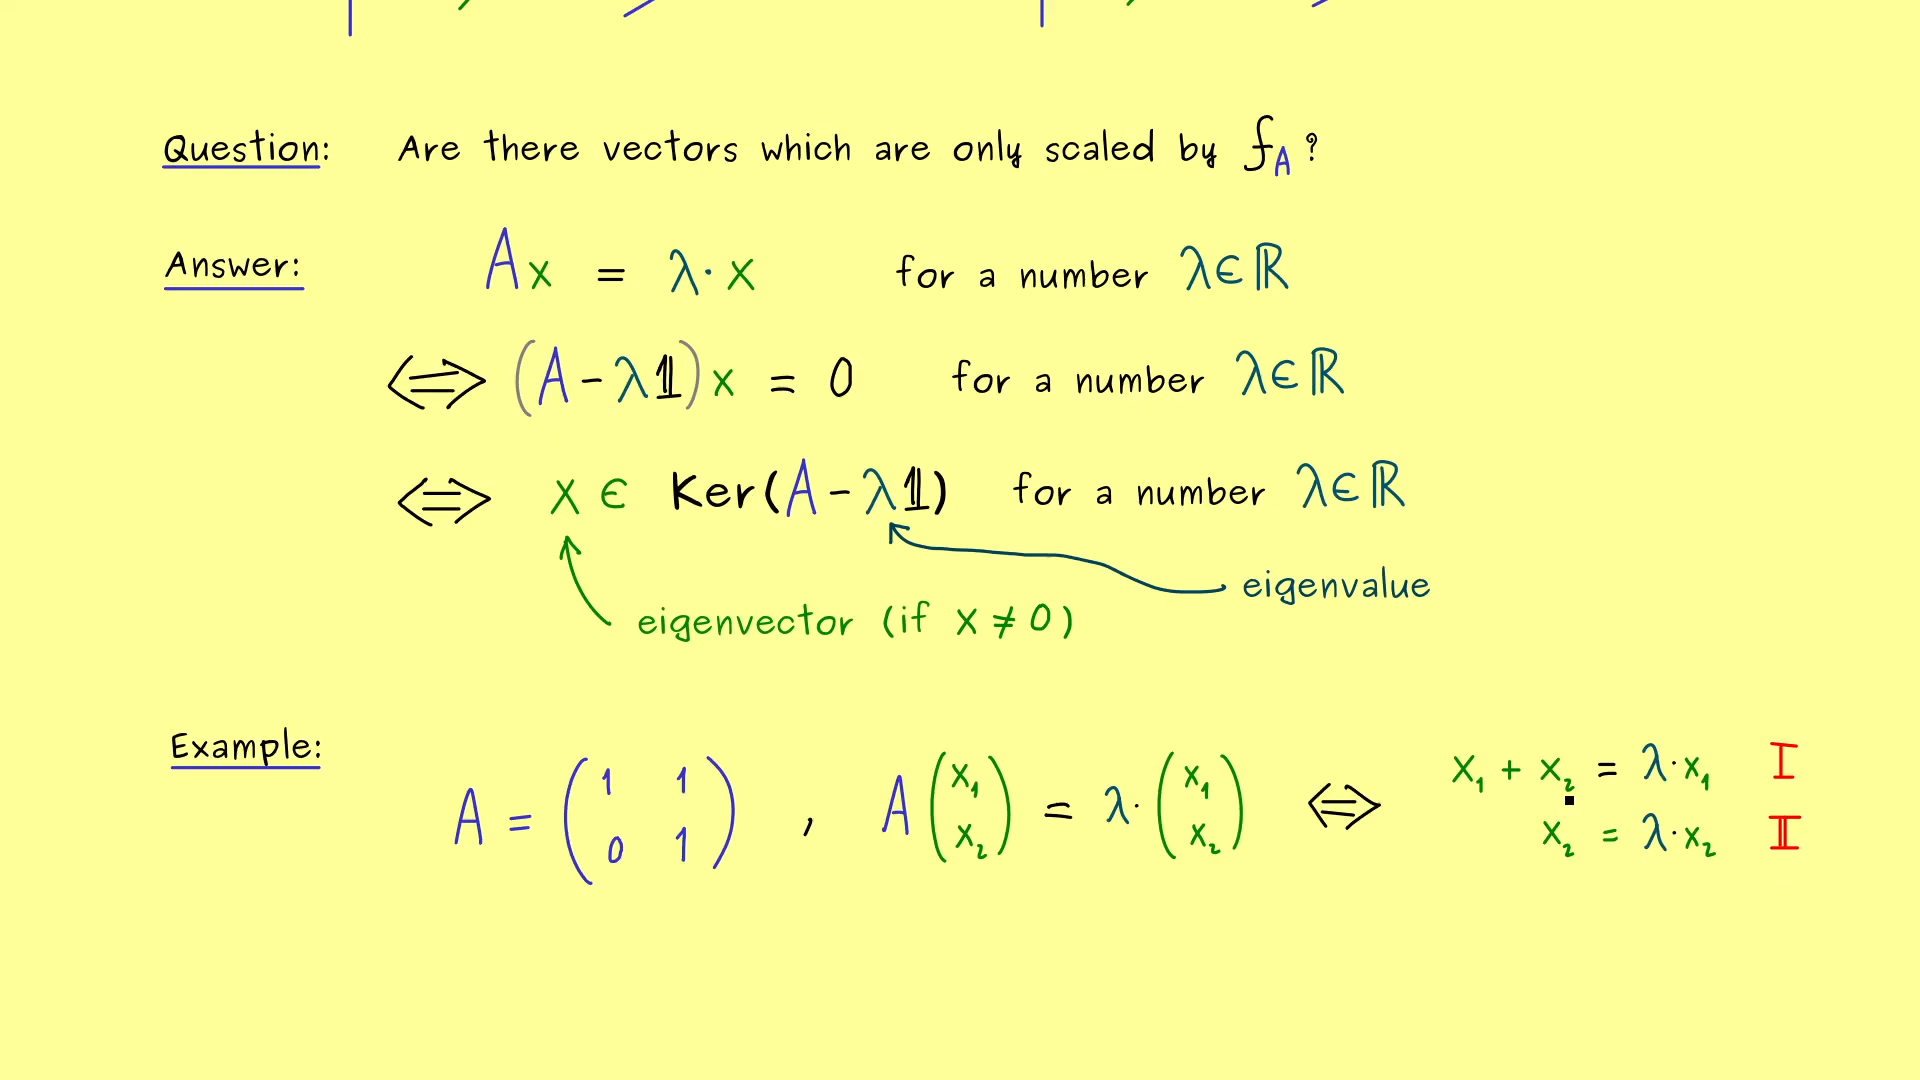 Question: Are there vectors which are only scaled by f_A ?
Answer: Ax = λ·x for a number λ∈ℝ
⟺ (A-λ𝟙)x = 0 for a number λ∈ℝ
⟺ x ∈ Ker(A-λ𝟙) for a number λ∈ℝ
eigenvalue
eigenvector (if x ≠ 0)
Example: A = (1 1; 0 1) , A(x₁; x₂) = λ·(x₁; x₂) ⟺ x₁ + x₂ = λ·x₁ I
x₂ = λ·x₂ II